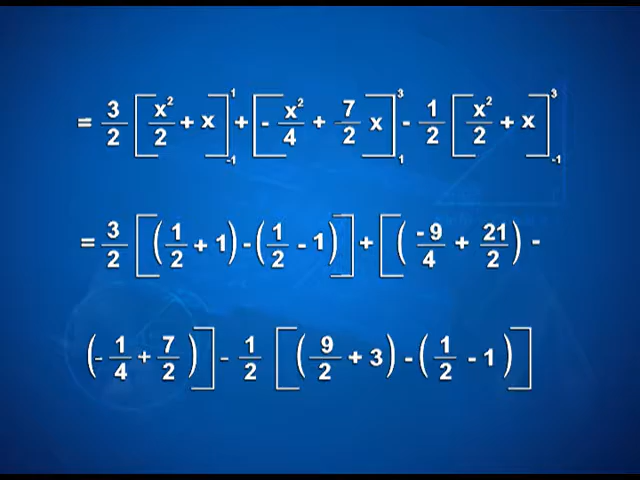 = 3/2 [x²/2 + x]₋₁¹ + [- x²/4 + 7/2 x]₁³ - 1/2 [x²/2 + x]₋₁³
= 3/2 [(1/2 + 1) - (1/2 - 1)] + [(-9/4 + 21/2) -
(- 1/4 + 7/2)] - 1/2 [(9/2 + 3) - (1/2 - 1)]